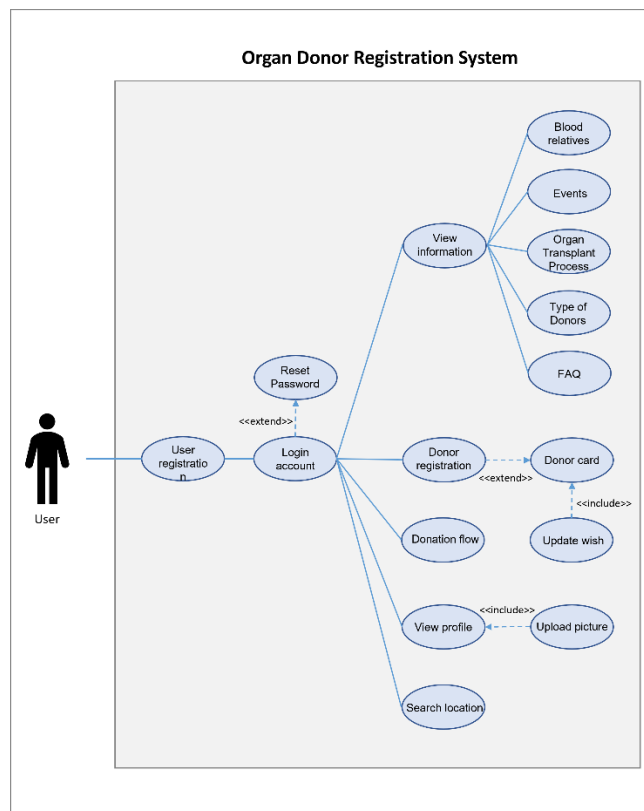 Organ Donor Registration System
Blood
relatives
Events
View
information
Organ
Transplant
Process
Type of
Donors
FAQ
Reset
Password
<<extend>>
User
User
registratio
n
Login
account
Donor
registration
<<extend>>
Donor card
<<include>>
Donation flow
Update wish
View profile
<<include>>
Upload picture
Search location